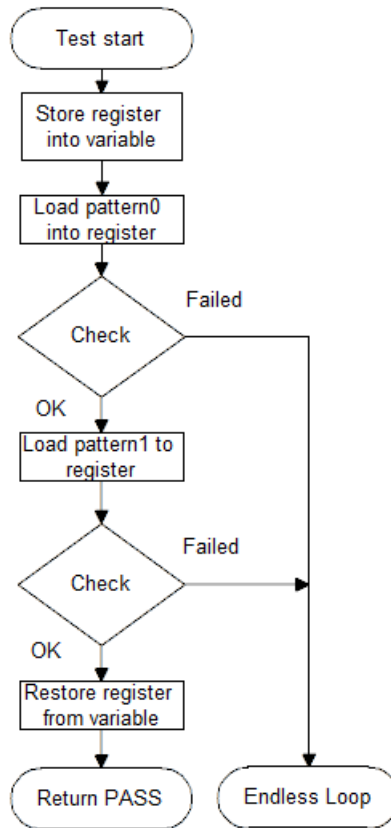 Test start
Store register
into variable
Load pattern0
into register
Failed
Check
OK
Load pattern1 to
register
Failed
Check
OK
Restore register
from variable
Return PASS
Endless Loop